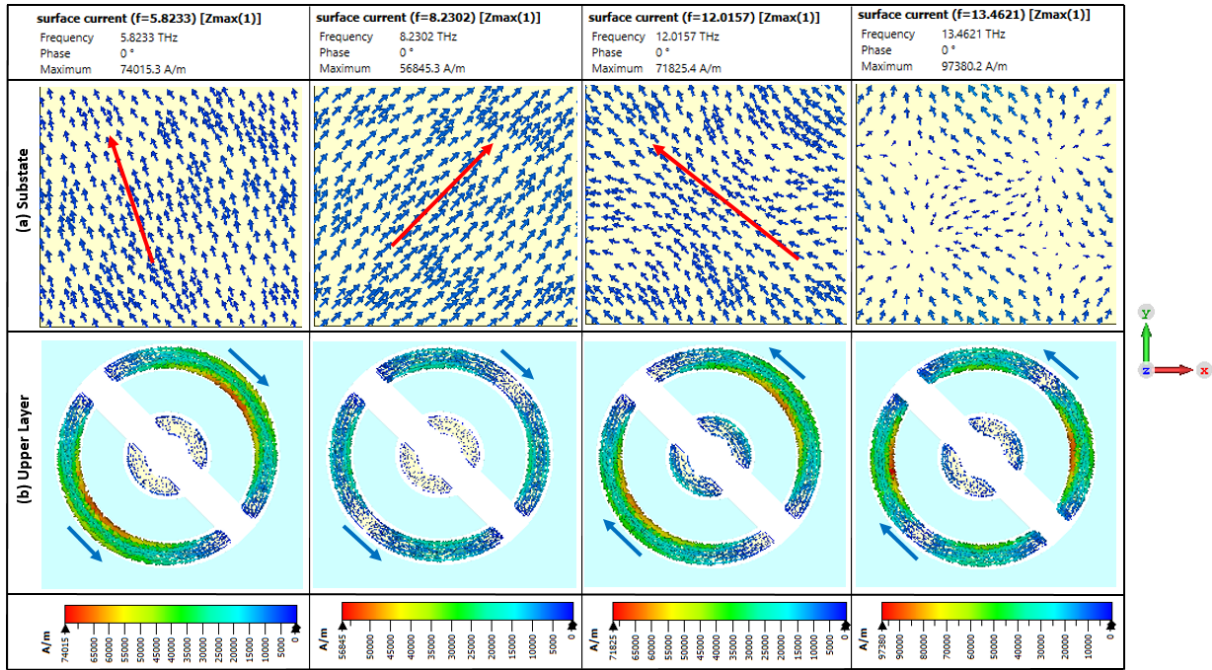 surface current (f=5.8233) [Zmax(1)]
Frequency 5.8233 THz
Phase 0 °
Maximum 74015.3 A/m
surface current (f=8.2302) [Zmax(1)]
Frequency 8.2302 THz
Phase 0 °
Maximum 56845.3 A/m
surface current (f=12.0157) [Zmax(1)]
Frequency 12.0157 THz
Phase 0 °
Maximum 71825.4 A/m
surface current (f=13.4621) [Zmax(1)]
Frequency 13.4621 THz
Phase 0 °
Maximum 97380.2 A/m
(a) Substate
(b) Upper Layer
y
z
x
A/m
74015
65000
60000
55000
50000
45000
40000
35000
30000
25000
20000
15000
10000
5000
0
A/m
56845
50000
45000
40000
35000
30000
25000
20000
15000
10000
5000
0
A/m
71825
65000
60000
55000
50000
45000
40000
35000
30000
25000
20000
15000
10000
5000
0
A/m
97380
90000
80000
70000
60000
50000
40000
30000
20000
10000
0